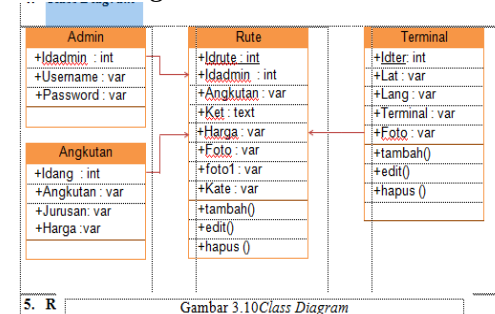 Admin
+Idadmin : int
+Username : var
+Password : var
Angkutan
+Idang : int
+Angkutan : var
+Jurusan: var
+Harga :var
Rute
+Idrute : int
+Idadmin : int
+Angkutan : var
+Ket : text
+Harga : var
+Foto : var
+foto1 : var
+Kate : var
+tambah()
+edit()
+hapus ()
Terminal
+Idter: int
+Lat : var
+Lang : var
+Terminal : var
+Foto : var
+tambah()
+edit()
+hapus ()
5. R
Gambar 3.10Class Diagram